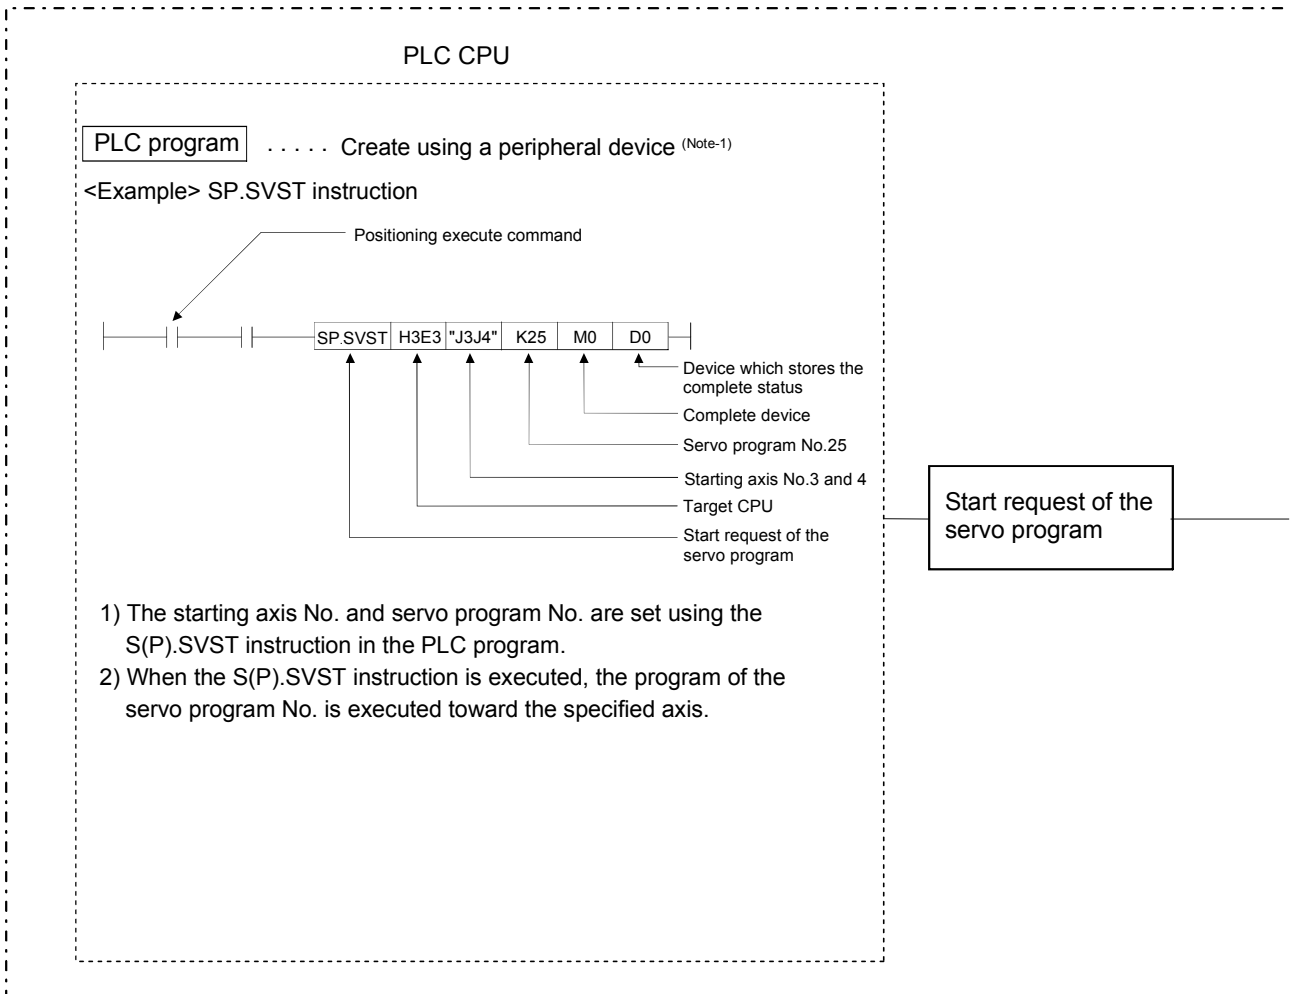 PLC CPU
PLC program ..... Create using a peripheral device (Note-1)
<Example> SP.SVST instruction
Positioning execute command
SP.SVST H3E3 "J3J4" K25 M0 D0
Device which stores the
complete status
Complete device
Servo program No.25
Starting axis No.3 and 4
Target CPU
Start request of the
servo program
Start request of the
servo program
1) The starting axis No. and servo program No. are set using the
S(P).SVST instruction in the PLC program.
2) When the S(P).SVST instruction is executed, the program of the
servo program No. is executed toward the specified axis.